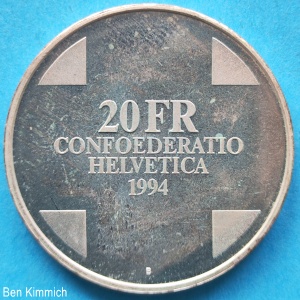 20 FR
CONFOEDERATIO
HELVETICA
1994
B
Ben Kimmich